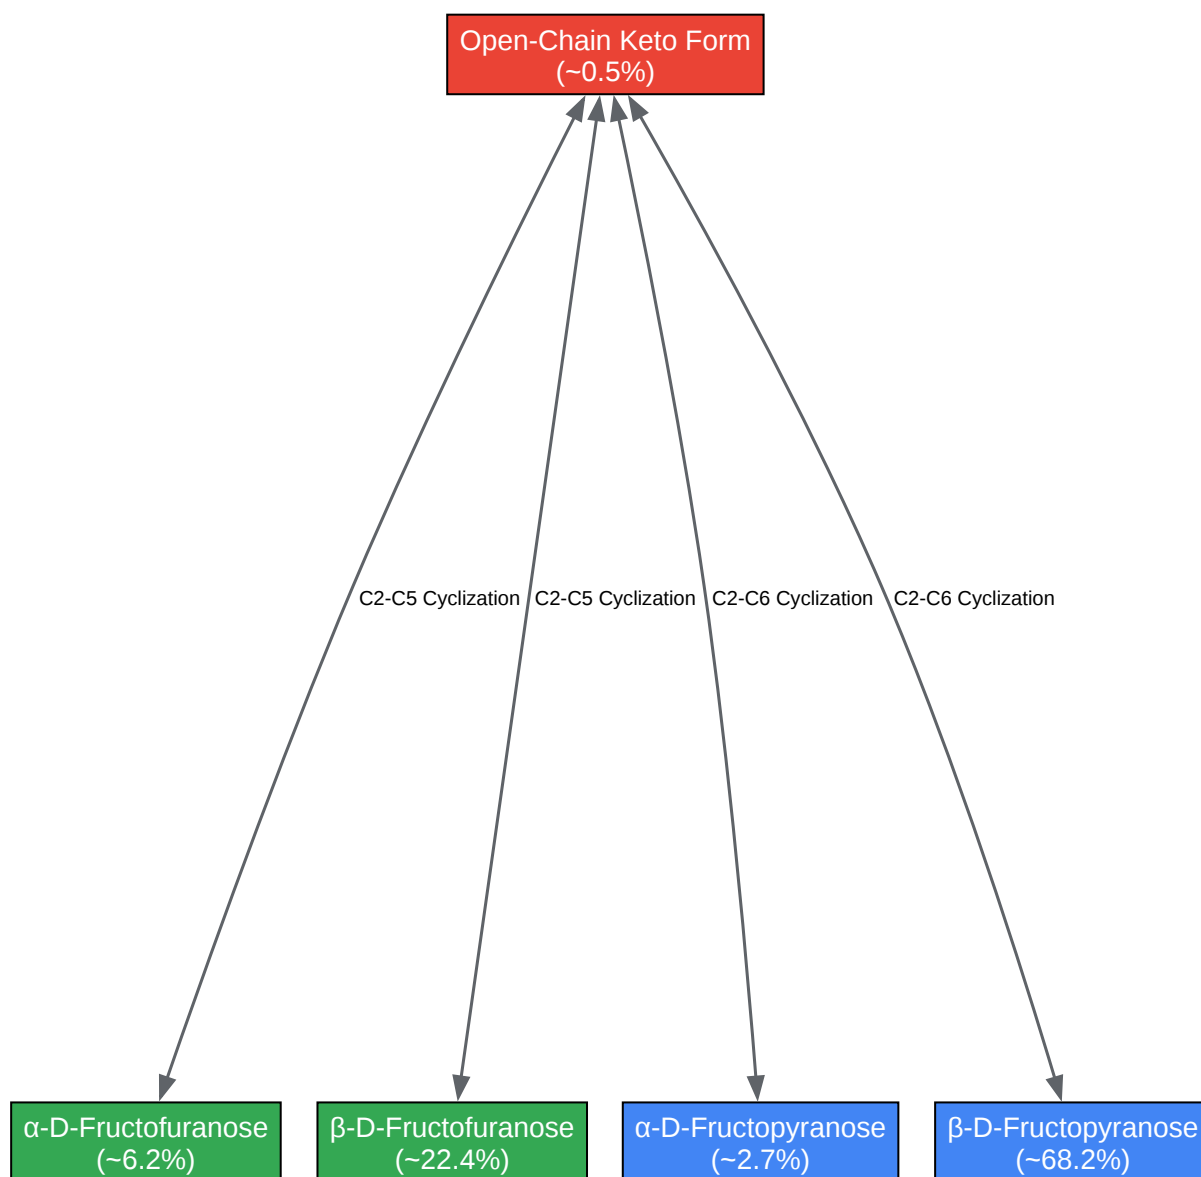 Open-Chain Keto Form
(~0.5%)
C2-C5 Cyclization
C2-C5 Cyclization
C2-C6 Cyclization
C2-C6 Cyclization
α-D-Fructofuranose
(~6.2%)
β-D-Fructofuranose
(~22.4%)
α-D-Fructopyranose
(~2.7%)
β-D-Fructopyranose
(~68.2%)